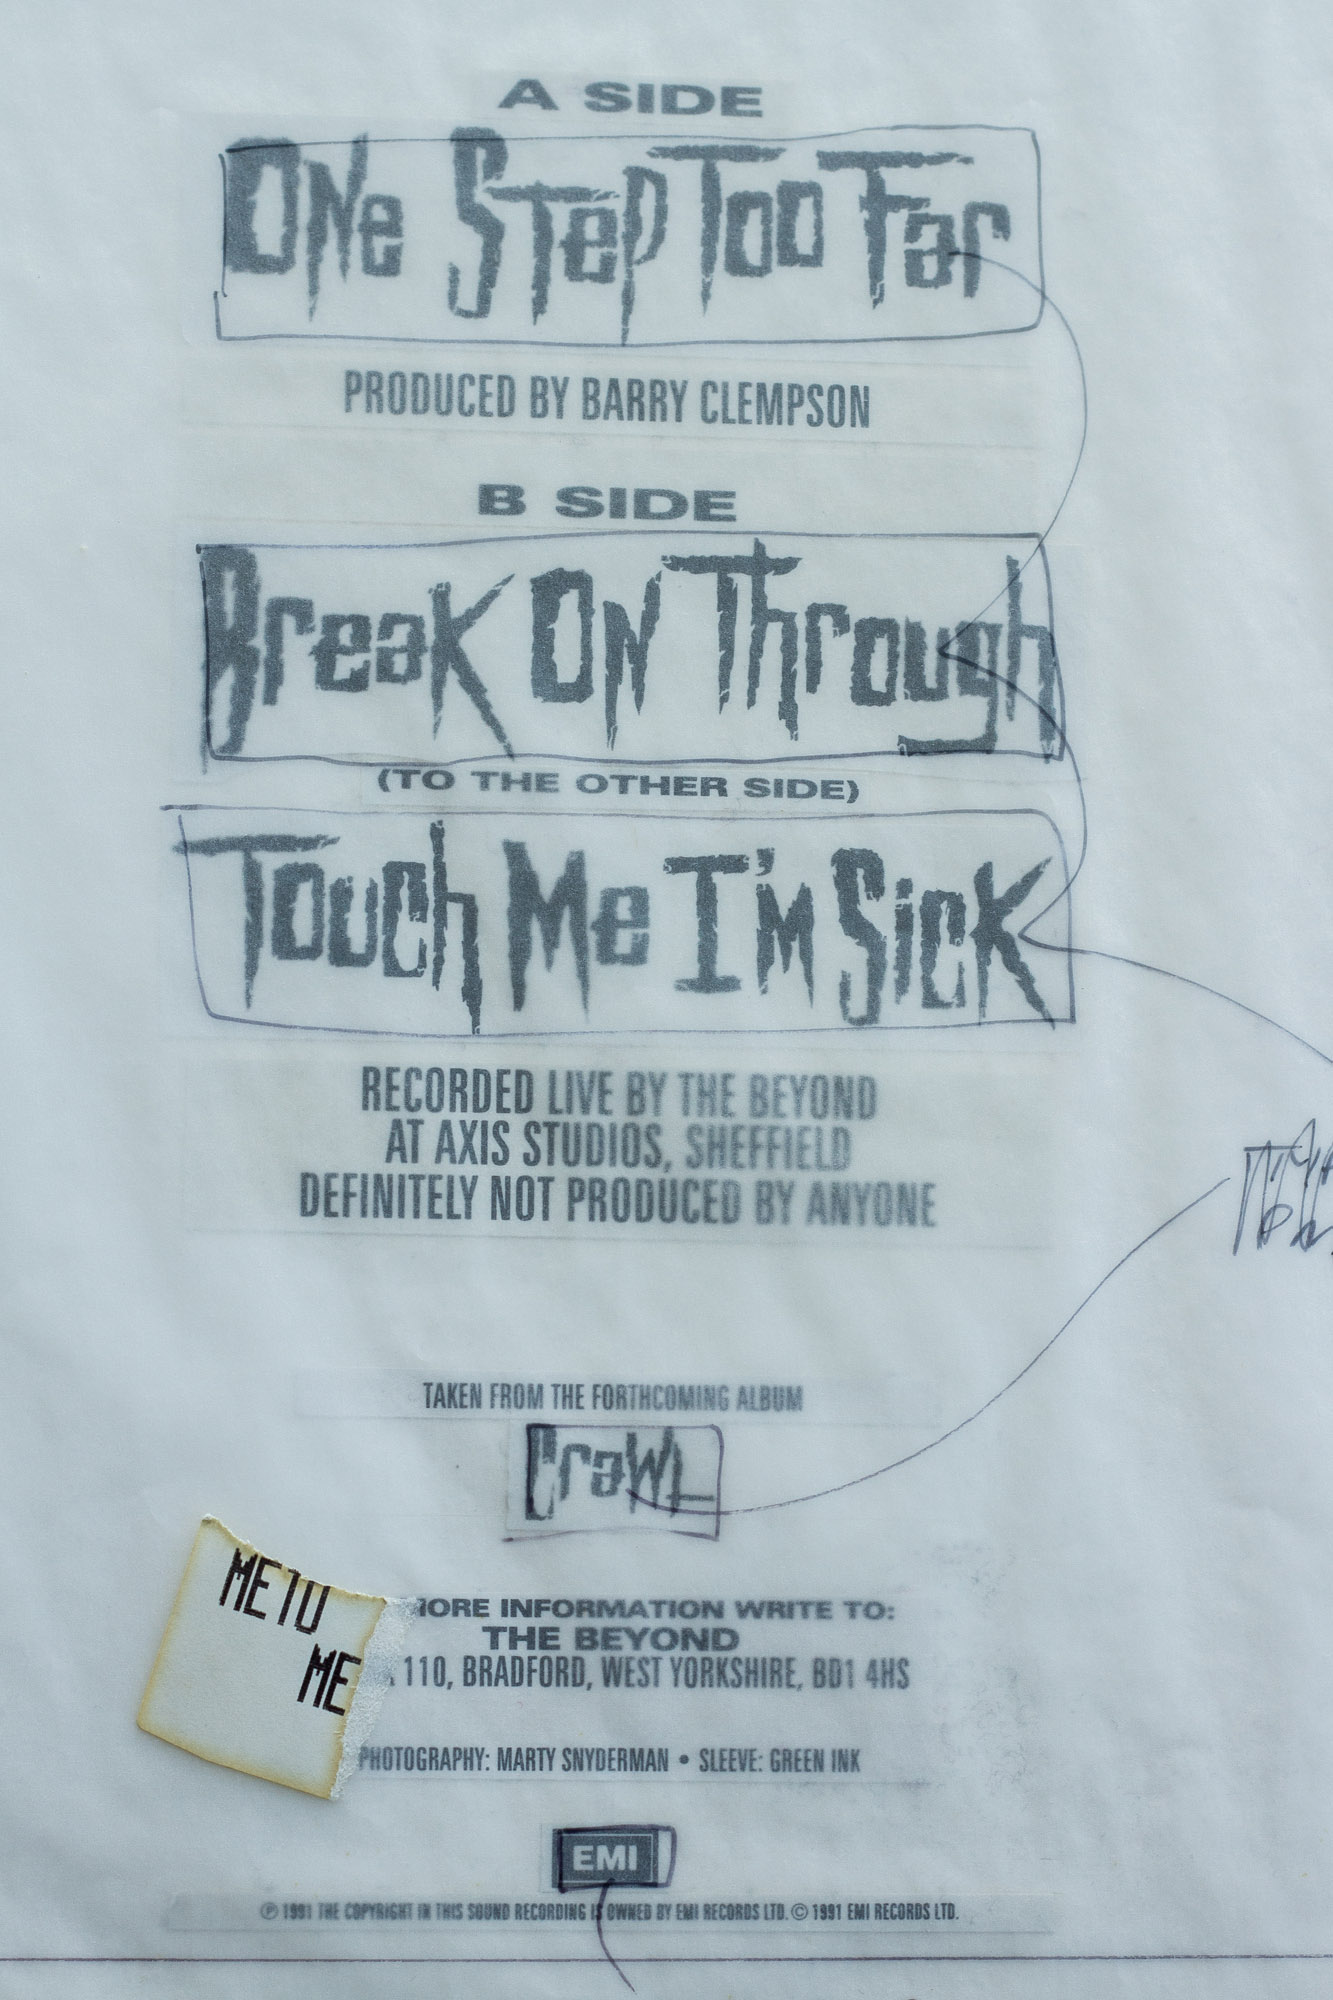 A SIDE
ONe STep Too Far
PRODUCED BY BARRY CLEMPSON
B SIDE
Break ON Through
(TO THE OTHER SIDE)
Touch Me I'm Sick
RECORDED LIVE BY THE BEYOND
AT AXIS STUDIOS, SHEFFIELD
DEFINITELY NOT PRODUCED BY ANYONE
TAKEN FROM THE FORTHCOMING ALBUM
CraWL
METO
ME
ORE INFORMATION WRITE TO:
THE BEYOND
110, BRADFORD, WEST YORKSHIRE, BD1 4HS
PHOTOGRAPHY: MARTY SNYDERMAN • SLEEVE: GREEN INK
EMI
℗ 1991 THE COPYRIGHT IN THIS SOUND RECORDING IS OWNED BY EMI RECORDS LTD. © 1991 EMI RECORDS LTD.